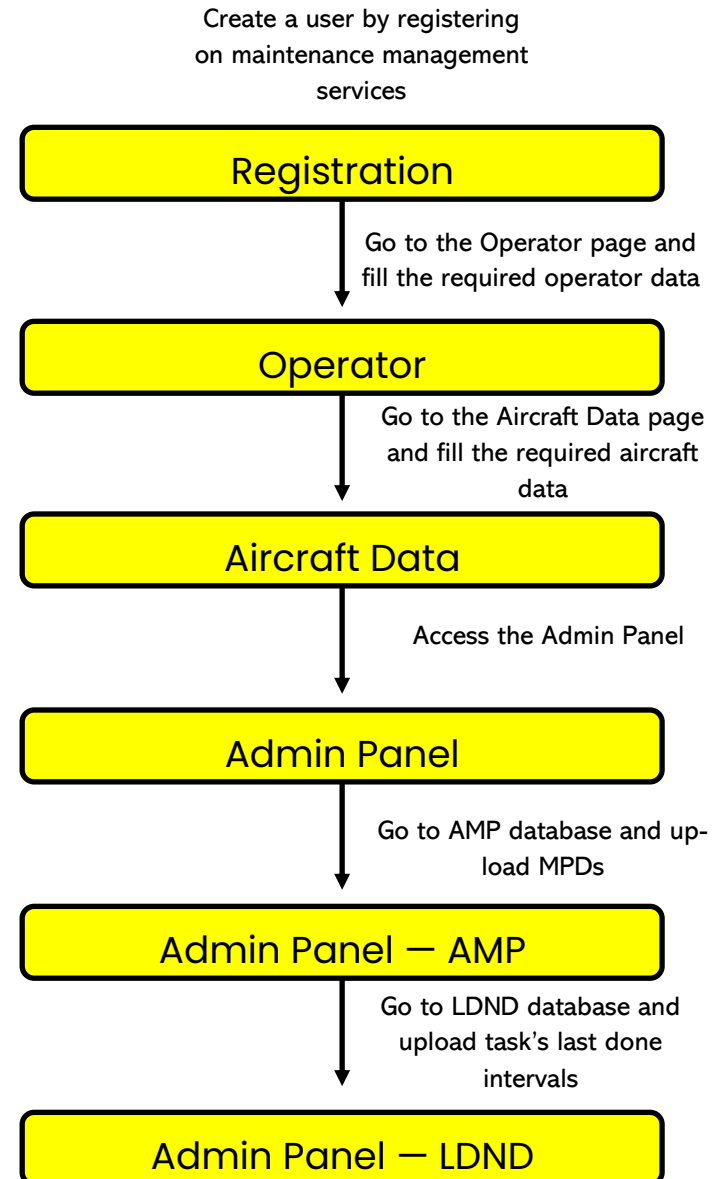 Create a user by registering
on maintenance management
services
Registration
Go to the Operator page and
fill the required operator data
Operator
Go to the Aircraft Data page
and fill the required aircraft
data
Aircraft Data
Access the Admin Panel
Admin Panel
Go to AMP database and up-
load MPDs
Admin Panel — AMP
Go to LDND database and
upload task’s last done
intervals
Admin Panel — LDND